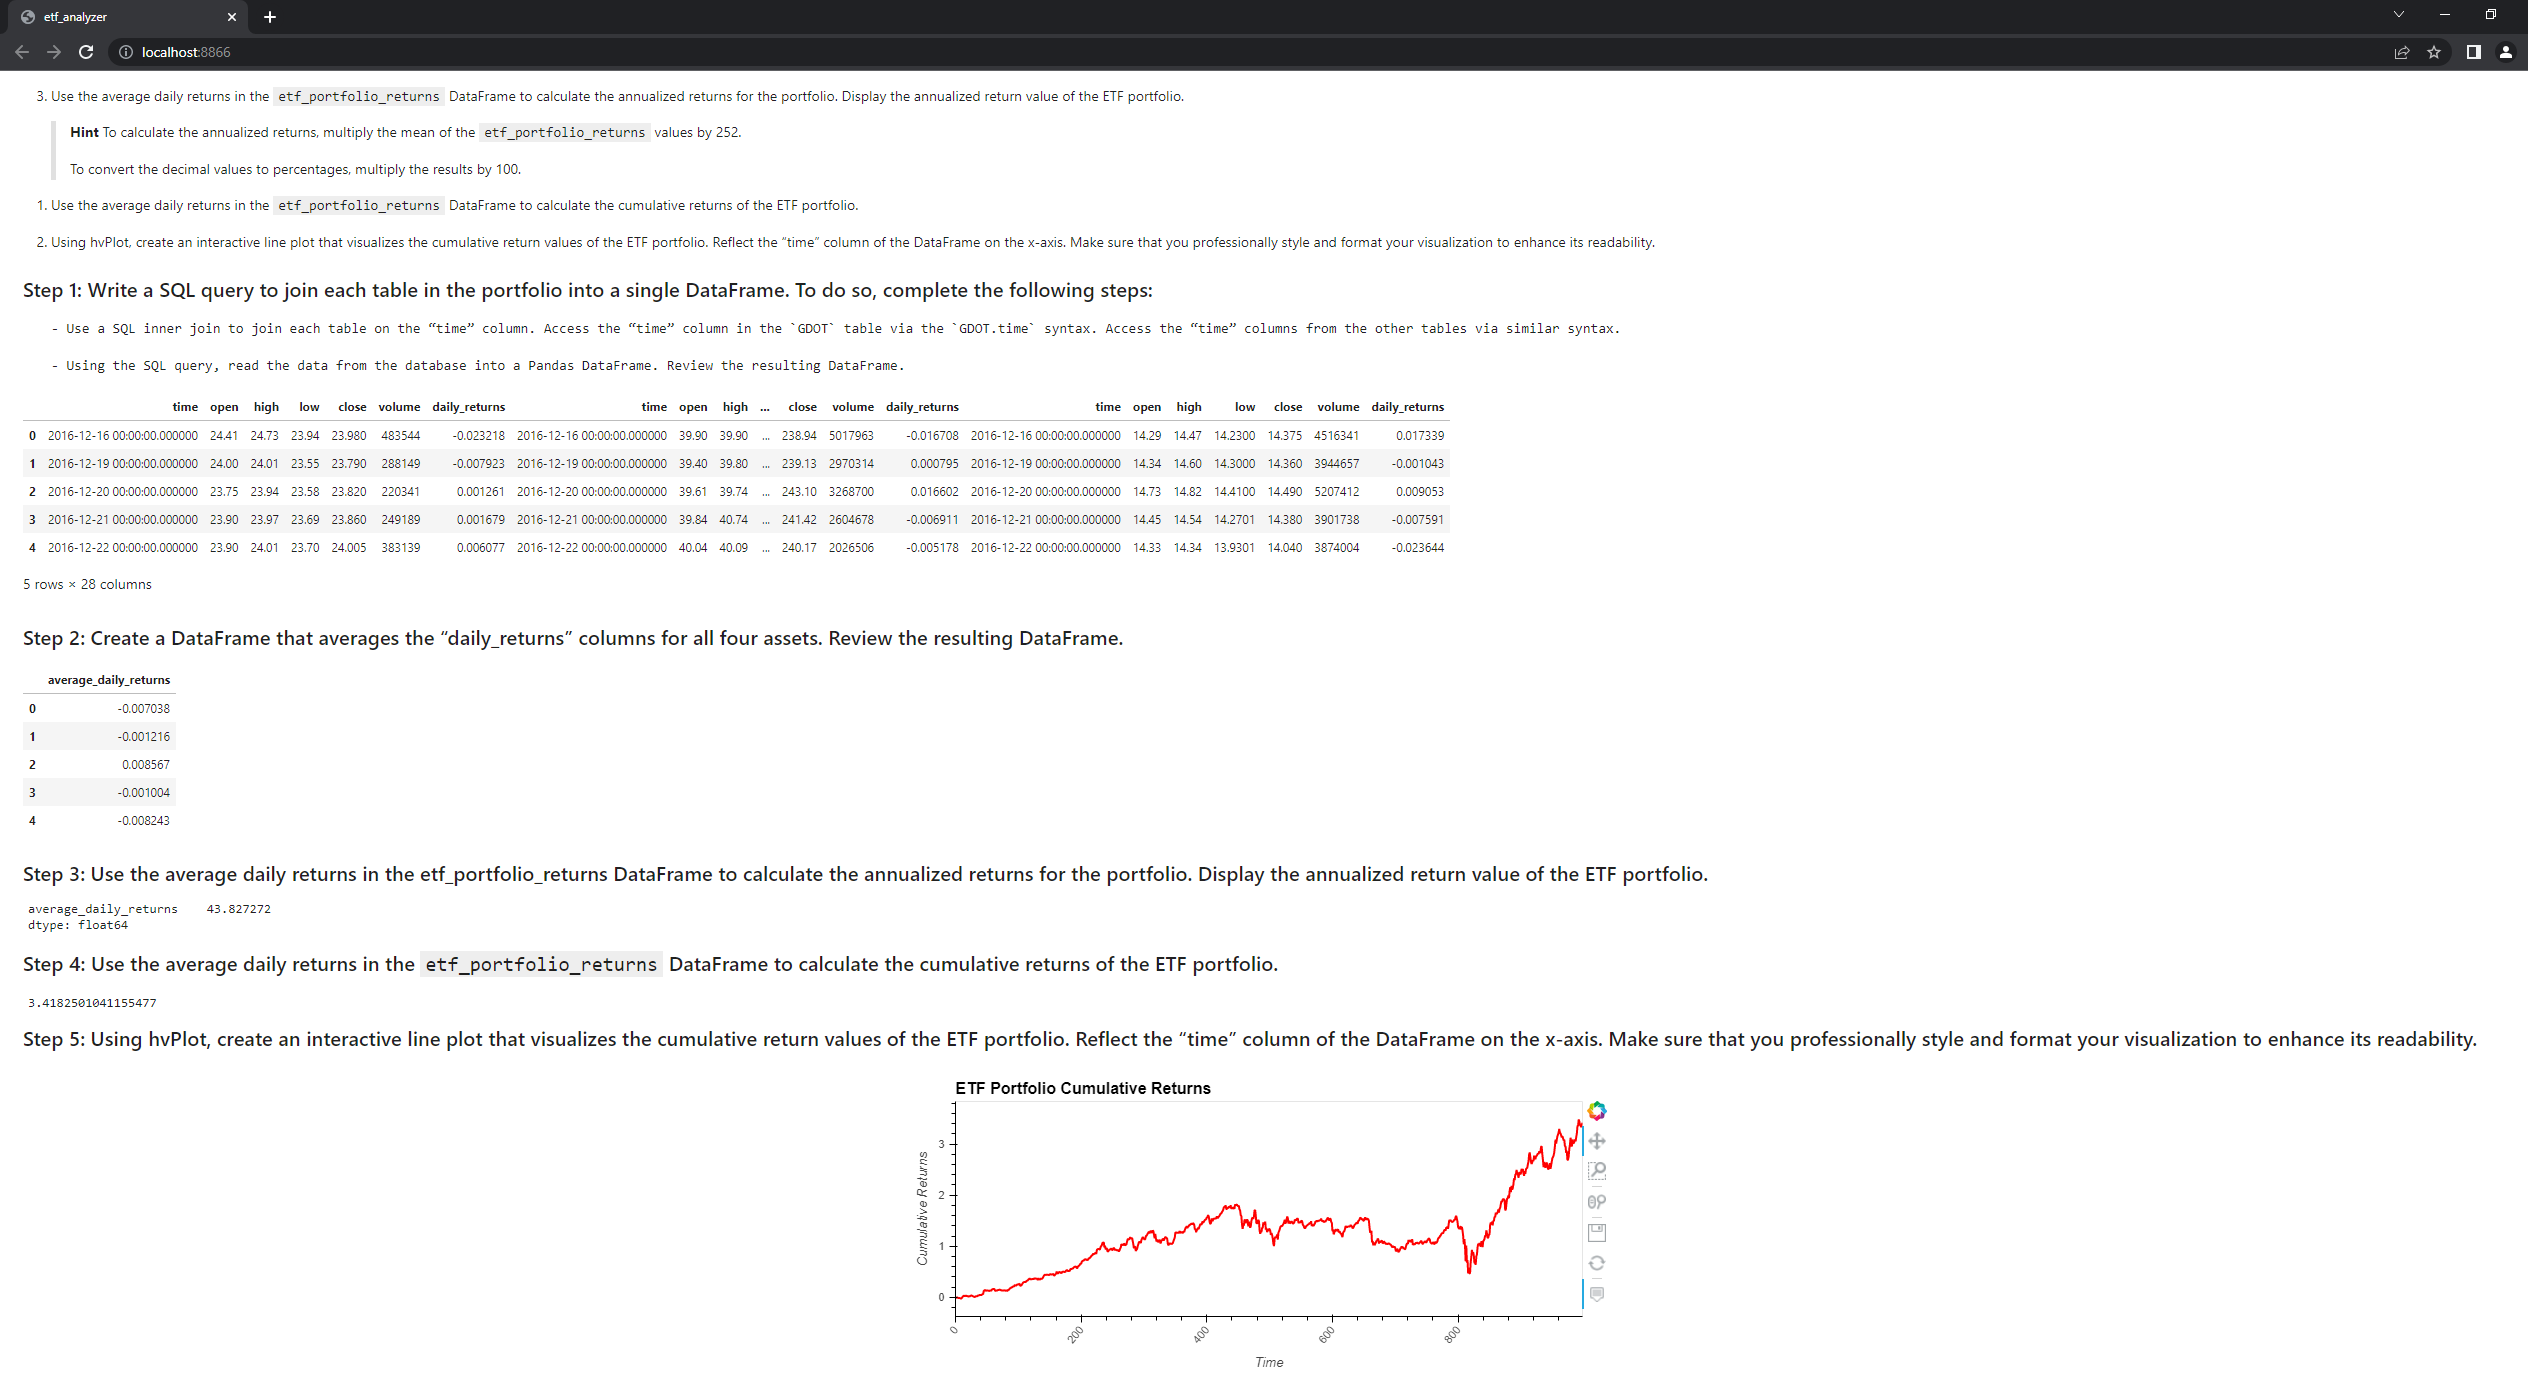 etf_analyzer
localhost:8866
3. Use the average daily returns in the etf_portfolio_returns DataFrame to calculate the annualized returns for the portfolio. Display the annualized return value of the ETF portfolio.
Hint To calculate the annualized returns, multiply the mean of the etf_portfolio_returns values by 252.
To convert the decimal values to percentages, multiply the results by 100.
1. Use the average daily returns in the etf_portfolio_returns DataFrame to calculate the cumulative returns of the ETF portfolio.
2. Using hvPlot, create an interactive line plot that visualizes the cumulative return values of the ETF portfolio. Reflect the “time” column of the DataFrame on the x-axis. Make sure that you professionally style and format your visualization to enhance its readability.
Step 1: Write a SQL query to join each table in the portfolio into a single DataFrame. To do so, complete the following steps:
- Use a SQL inner join to join each table on the “time” column. Access the “time” column in the `GDOT` table via the `GDOT.time` syntax. Access the “time” columns from the other tables via similar syntax.
- Using the SQL query, read the data from the database into a Pandas DataFrame. Review the resulting DataFrame.
time open high low close volume daily_returns time open high ... close volume daily_returns time open high low close volume daily_returns
0 2016-12-16 00:00:00.000000 24.41 24.73 23.94 23.980 483544 -0.023218 2016-12-16 00:00:00.000000 39.90 39.90 ... 238.94 5017963 -0.016708 2016-12-16 00:00:00.000000 14.29 14.47 14.2300 14.375 4516341 0.017339
1 2016-12-19 00:00:00.000000 24.00 24.01 23.55 23.790 288149 -0.007923 2016-12-19 00:00:00.000000 39.40 39.80 ... 239.13 2970314 0.000795 2016-12-19 00:00:00.000000 14.34 14.60 14.3000 14.360 3944657 -0.001043
2 2016-12-20 00:00:00.000000 23.75 23.94 23.58 23.820 220341 0.001261 2016-12-20 00:00:00.000000 39.61 39.74 ... 243.10 3268700 0.016602 2016-12-20 00:00:00.000000 14.73 14.82 14.4100 14.490 5207412 0.009053
3 2016-12-21 00:00:00.000000 23.90 23.97 23.69 23.860 249189 0.001679 2016-12-21 00:00:00.000000 39.84 40.74 ... 241.42 2604678 -0.006911 2016-12-21 00:00:00.000000 14.45 14.54 14.2701 14.380 3901738 -0.007591
4 2016-12-22 00:00:00.000000 23.90 24.01 23.70 24.005 383139 0.006077 2016-12-22 00:00:00.000000 40.04 40.09 ... 240.17 2026506 -0.005178 2016-12-22 00:00:00.000000 14.33 14.34 13.9301 14.040 3874004 -0.023644
5 rows × 28 columns
Step 2: Create a DataFrame that averages the “daily_returns” columns for all four assets. Review the resulting DataFrame.
average_daily_returns
0 -0.007038
1 -0.001216
2 0.008567
3 -0.001004
4 -0.008243
Step 3: Use the average daily returns in the etf_portfolio_returns DataFrame to calculate the annualized returns for the portfolio. Display the annualized return value of the ETF portfolio.
average_daily_returns 43.827272
dtype: float64
Step 4: Use the average daily returns in the etf_portfolio_returns DataFrame to calculate the cumulative returns of the ETF portfolio.
3.4182501041155477
Step 5: Using hvPlot, create an interactive line plot that visualizes the cumulative return values of the ETF portfolio. Reflect the “time” column of the DataFrame on the x-axis. Make sure that you professionally style and format your visualization to enhance its readability.
ETF Portfolio Cumulative Returns
Cumulative Returns
3
2
1
0
0 200 400 600 800
Time